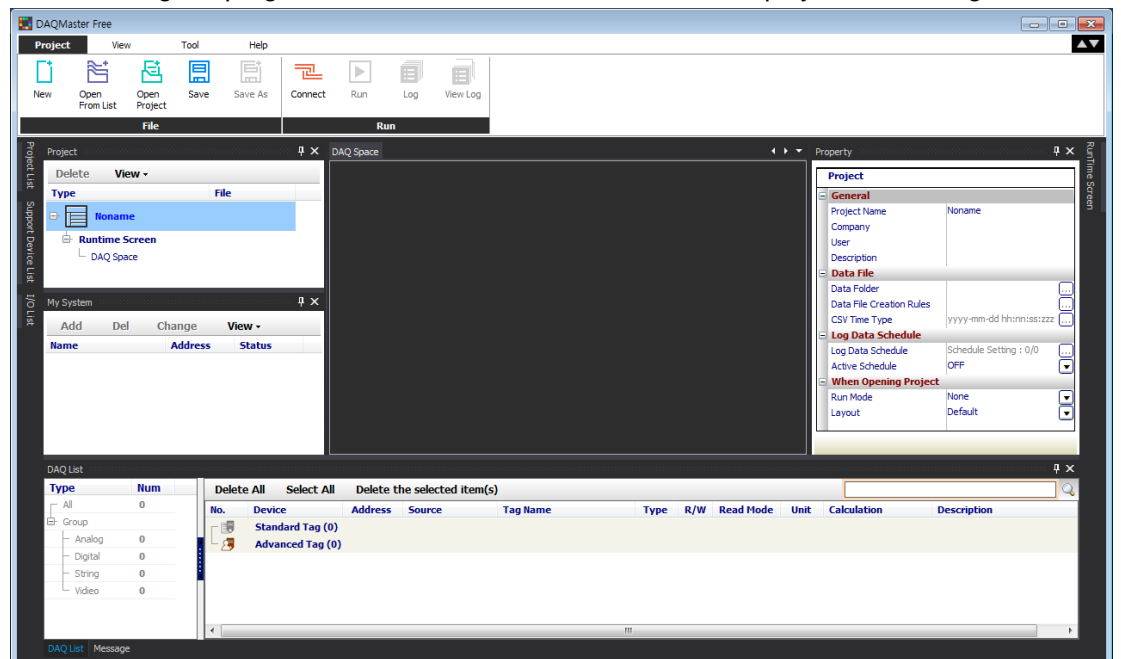 DAQMaster Free
Project View Tool Help
New Open From List Open Project Save Save As Connect Run Log View Log
File Run
Project List
Support Device List
I/O List
Project
Delete View
Type File
Noname
Runtime Screen
DAQ Space
My System
Add Del Change View
Name Address Status
DAQ Space
Property
Project
General
Project Name Noname
Company
User
Description
Data File
Data Folder ...
Data File Creation Rules ...
CSV Time Type yyyy-mm-dd hh:nn:ss:zzz ...
Log Data Schedule
Log Data Schedule Schedule Setting : 0/0 ...
Active Schedule OFF
When Opening Project
Run Mode None
Layout Default
RunTime Screen
DAQ List
Type Num
All 0
Group
Analog 0
Digital 0
String 0
Vidieo 0
Delete All Select All Delete the selected item(s)
No. Device Address Source Tag Name Type R/W Read Mode Unit Calculation Description
Standard Tag (0)
Advanced Tag (0)
DAQ List Message